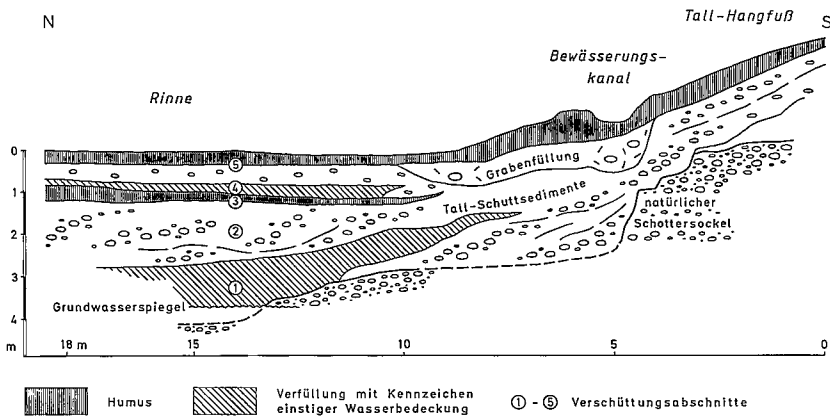 N
Tall-Hangfuß
S
Bewässerungs-
kanal
Rinne
0
1
2
3
4
m
⑤
④
③
②
①
Grabenfüllung
Tall-Schuttsedimente
natürlicher
Schottersockel
Grundwasserspiegel
18 m
15
10
5
0
Humus
Verfüllung mit Kennzeichen
einstiger Wasserbedeckung
① - ⑤ Verschüttungsabschnitte